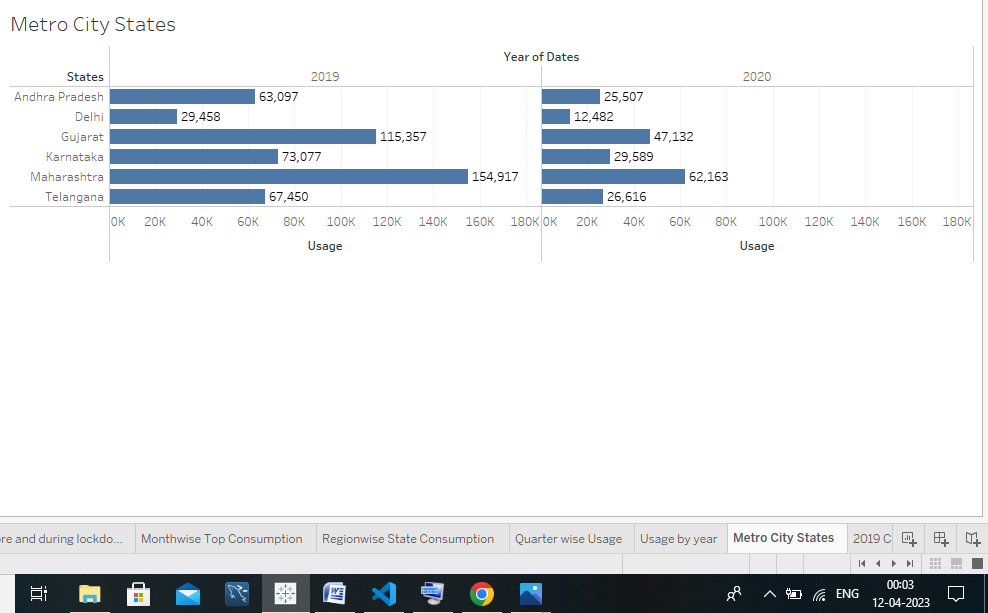 Metro City States
Year of Dates
States 2019 2020
Andhra Pradesh 63,097 25,507
Delhi 29,458 12,482
Gujarat 115,357 47,132
Karnataka 73,077 29,589
Maharashtra 154,917 62,163
Telangana 67,450 26,616
0K 20K 40K 60K 80K 100K 120K 140K 160K 180K 0K 20K 40K 60K 80K 100K 120K 140K 160K 180K
Usage Usage
re and during lockdo... Monthwise Top Consumption Regionwise State Consumption Quarter wise Usage Usage by year Metro City States 2019 C
00:03
ENG
12-04-2023